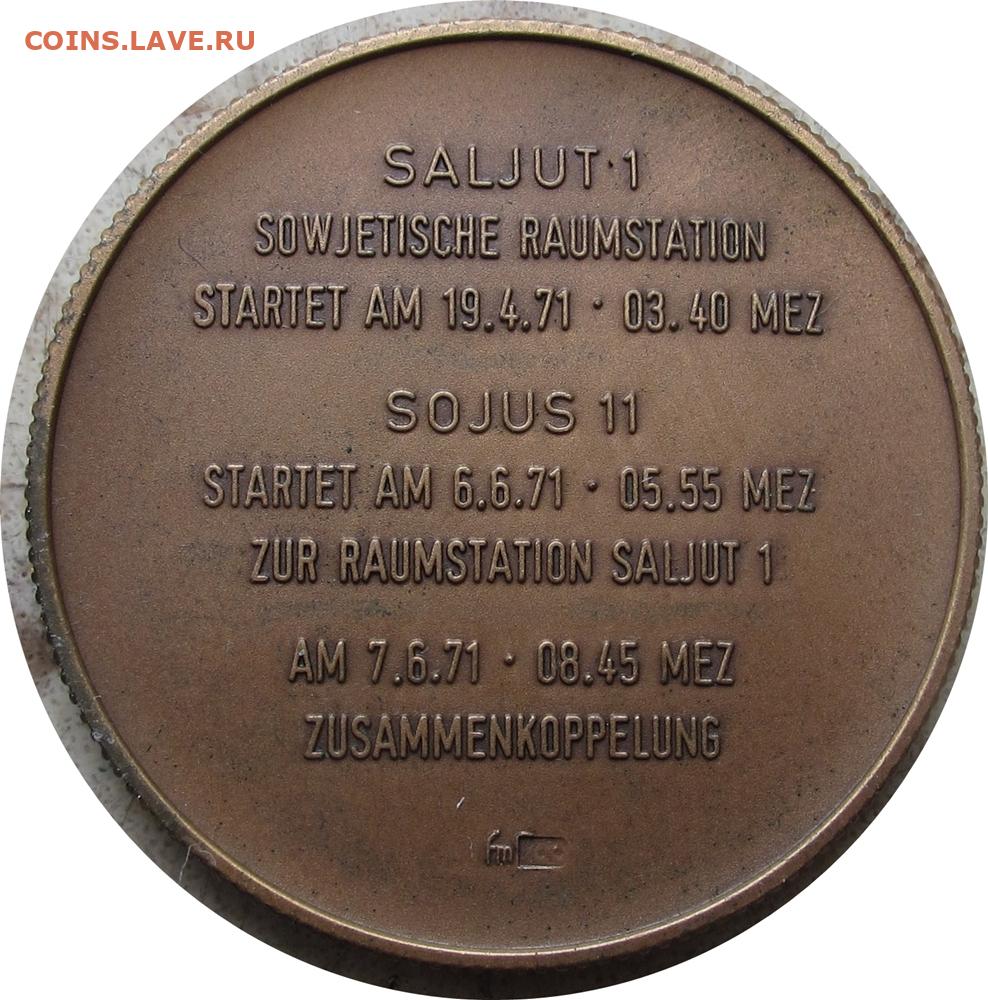 COINS.LAVE.RU
SALJUT 1
SOWJETISCHE RAUMSTATION
STARTET AM 19.4.71 · 03.40 MEZ
SOJUS 11
STARTET AM 6.6.71 · 05.55 MEZ
ZUR RAUMSTATION SALJUT 1
AM 7.6.71 · 08.45 MEZ
ZUSAMMENKOPPELUNG
fm